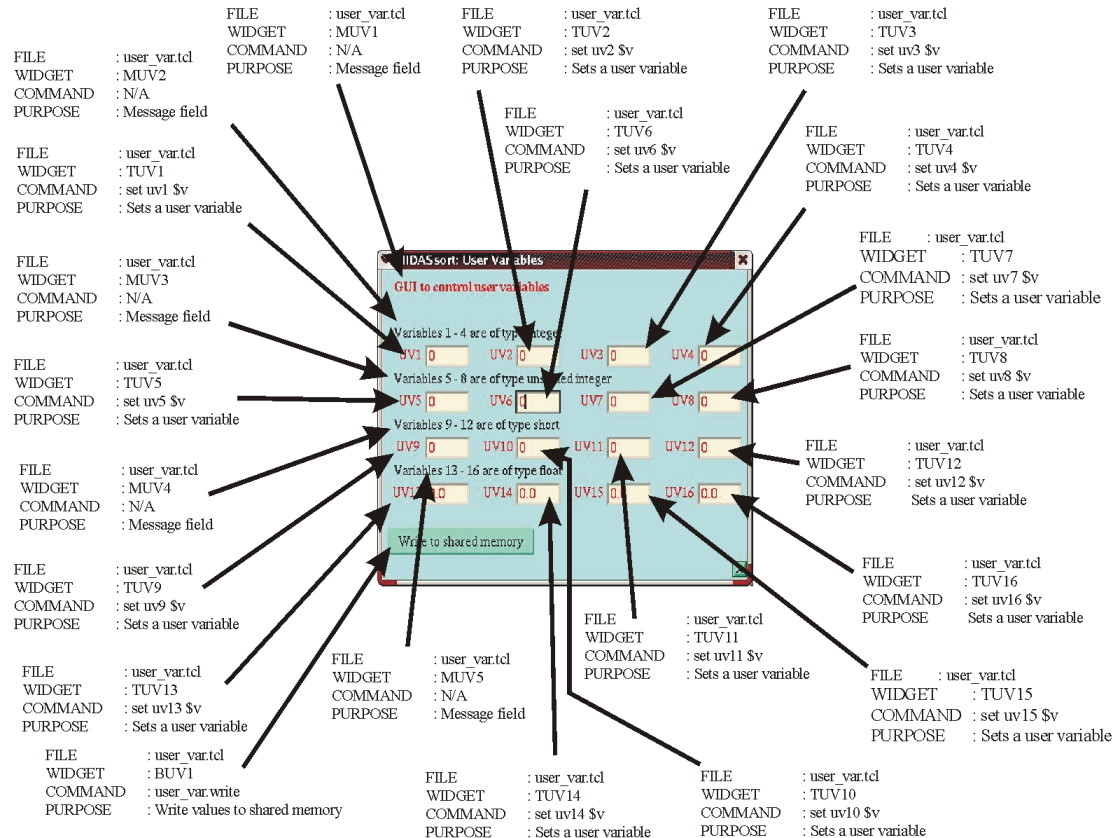 FILE : user_var.tcl
WIDGET : MUV1
COMMAND : N/A
PURPOSE : Message field
FILE : user_var.tcl
WIDGET : TUV2
COMMAND : set uv2 $v
PURPOSE : Sets a user variable
FILE : user_var.tcl
WIDGET : TUV3
COMMAND : set uv3 $v
PURPOSE : Sets a user variable
FILE : user_var.tcl
WIDGET : MUV2
COMMAND : N/A
PURPOSE : Message field
FILE : user_var.tcl
WIDGET : TUV6
COMMAND : set uv6 $v
PURPOSE : Sets a user variable
FILE : user_var.tcl
WIDGET : TUV4
COMMAND : set uv4 $v
PURPOSE : Sets a user variable
FILE : user_var.tcl
WIDGET : TUV1
COMMAND : set uv1 $v
PURPOSE : Sets a user variable
FILE : user_var.tcl
WIDGET : TUV7
COMMAND : set uv7 $v
PURPOSE : Sets a user variable
FILE : user_var.tcl
WIDGET : MUV3
COMMAND : N/A
PURPOSE : Message field
IIDASsort: User Variables
GUI to control user variables
Variables 1 - 4 are of type integer
UV1 0 UV2 0 UV3 0 UV4 0
Variables 5 - 8 are of type unsigned integer
UV5 0 UV6 0 UV7 0 UV8 0
Variables 9 - 12 are of type short
UV9 0 UV10 0 UV11 0 UV12 0
Variables 13 - 16 are of type float
UV13 0.0 UV14 0.0 UV15 0.0 UV16 0.0
Write to shared memory
FILE : user_var.tcl
WIDGET : TUV8
COMMAND : set uv8 $v
PURPOSE : Sets a user variable
FILE : user_var.tcl
WIDGET : TUV5
COMMAND : set uv5 $v
PURPOSE : Sets a user variable
FILE : user_var.tcl
WIDGET : TUV12
COMMAND : set uv12 $v
PURPOSE Sets a user variable
FILE : user_var.tcl
WIDGET : MUV4
COMMAND : N/A
PURPOSE : Message field
FILE : user_var.tcl
WIDGET : TUV16
COMMAND : set uv16 $v
PURPOSE Sets a user variable
FILE : user_var.tcl
WIDGET : TUV9
COMMAND : set uv9 $v
PURPOSE : Sets a user variable
FILE : user_var.tcl
WIDGET : TUV11
COMMAND : set uv11 $v
PURPOSE : Sets a user variable
FILE : user_var.tcl
WIDGET : MUV5
COMMAND : N/A
PURPOSE : Message field
FILE : user_var.tcl
WIDGET : TUV13
COMMAND : set uv13 $v
PURPOSE : Sets a user variable
FILE : user_var.tcl
WIDGET : TUV15
COMMAND : set uv15 $v
PURPOSE : Sets a user variable
FILE : user_var.tcl
WIDGET : BUV1
COMMAND : user_var.write
PURPOSE : Write values to shared memory
FILE : user_var.tcl
WIDGET : TUV14
COMMAND : set uv14 $v
PURPOSE : Sets a user variable
FILE : user_var.tcl
WIDGET : TUV10
COMMAND : set uv10 $v
PURPOSE : Sets a user variable